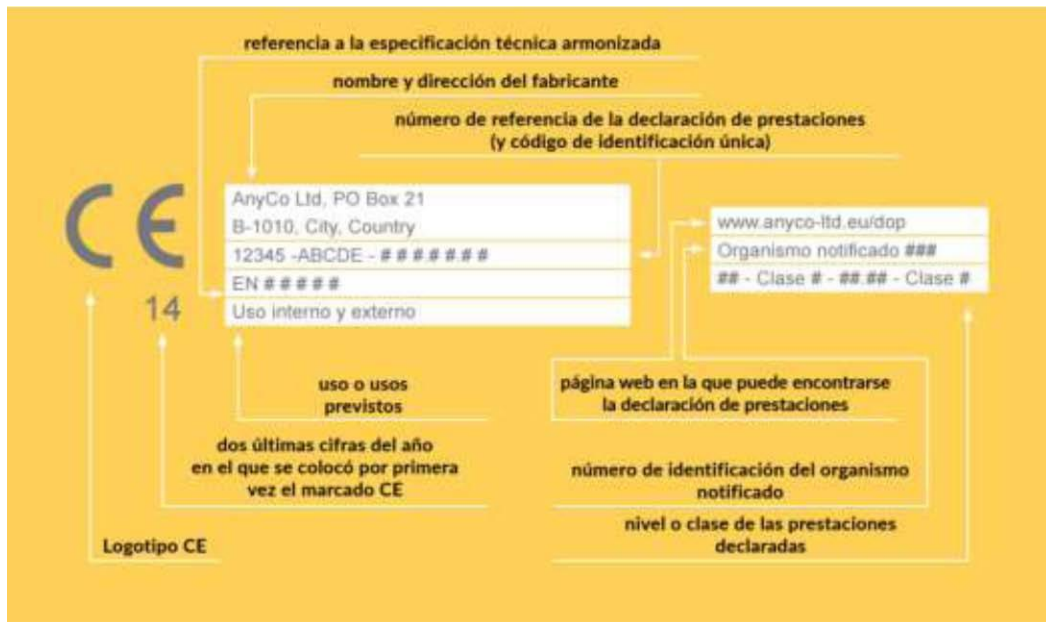 referencia a la especificación técnica armonizada
nombre y dirección del fabricante
número de referencia de la declaración de prestaciones
(y código de identificación única)
CE
14
AnyCo Ltd, PO Box 21
B-1010, City, Country
12345 -ABCDE - # # # # # # #
EN # # # # #
Uso interno y externo
www.anyco-ltd.eu/dop
Organismo notificado ###
## - Clase # - ##.## - Clase #
uso o usos
previstos
dos últimas cifras del año
en el que se colocó por primera
vez el marcado CE
Logotipo CE
página web en la que puede encontrarse
la declaración de prestaciones
número de identificación del organismo
notificado
nivel o clase de las prestaciones
declaradas